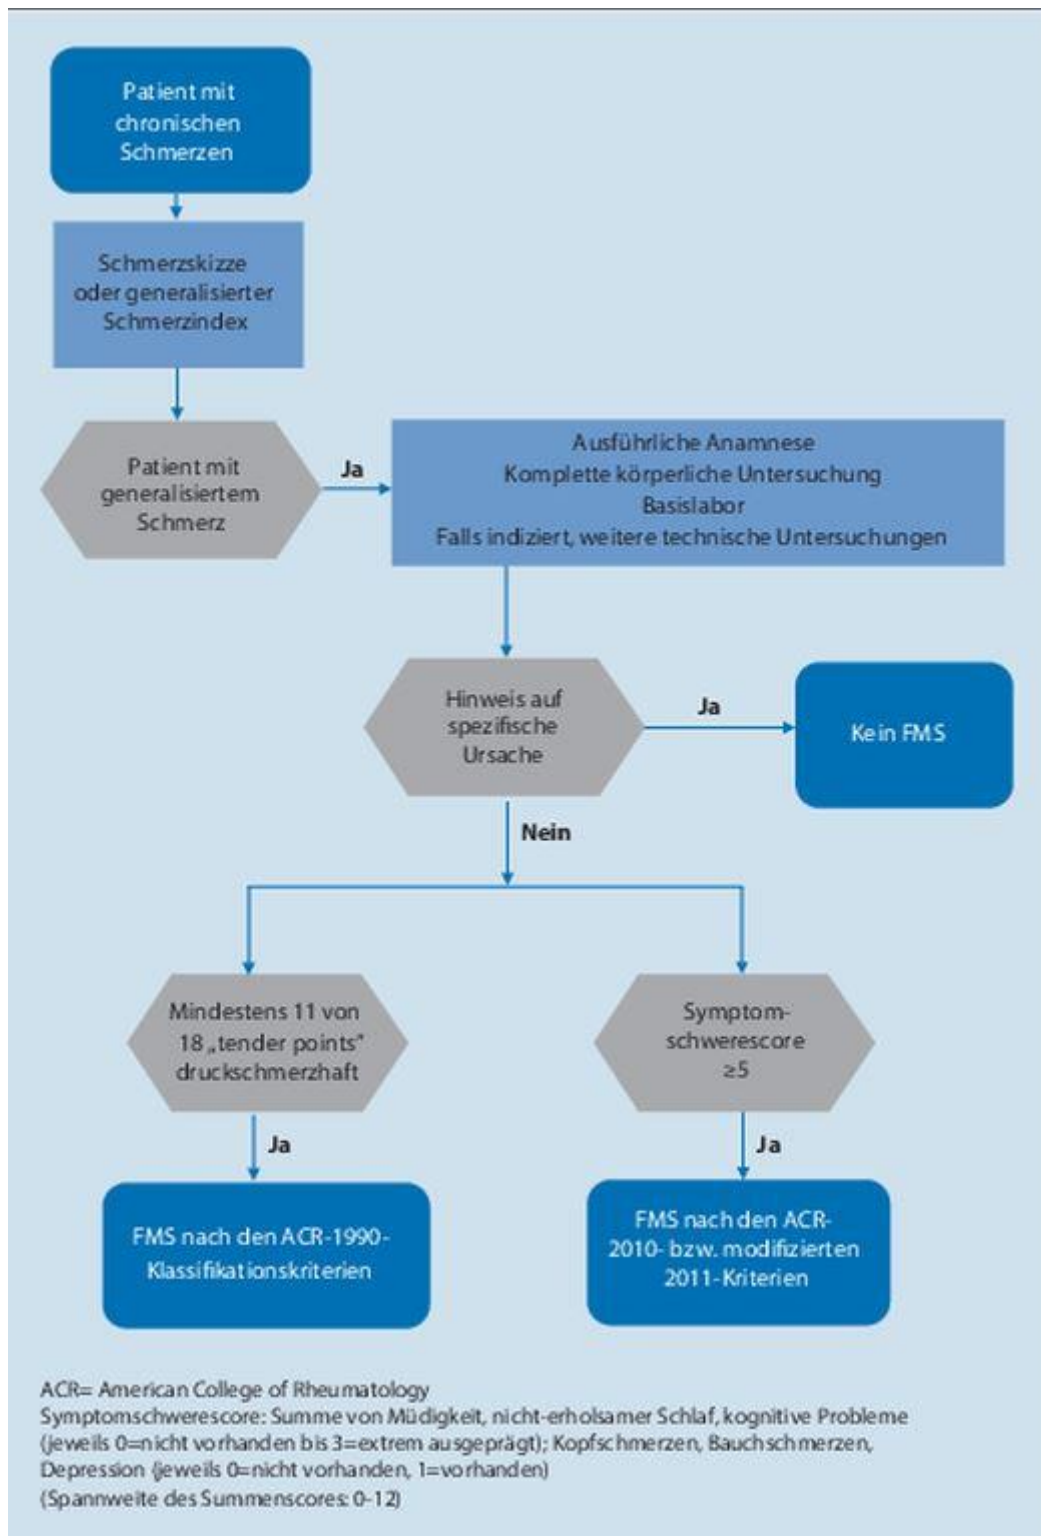 Patient mit
chronischen
Schmerzen
Schmerzskizze
oder generalisierter
Schmerzindex
Patient mit
generalisiertem
Schmerz
Ja
Ausführliche Anamnese
Komplette körperliche Untersuchung
Basislabor
Falls indiziert, weitere technische Untersuchungen
Hinweis auf
spezifische
Ursache
Ja
Kein FMS
Nein
Mindestens 11 von
18 „tender points“
druckschmerzhaft
Symptom-
schwerescore
≥5
Ja
Ja
FMS nach den ACR-1990-
Klassifikationskriterien
FMS nach den ACR-
2010- bzw. modifizierten
2011-Kriterien
ACR= American College of Rheumatology
Symptomschwerescore: Summe von Müdigkeit, nicht-erholsamer Schlaf, kognitive Probleme
(jeweils 0=nicht vorhanden bis 3=extrem ausgeprägt); Kopfschmerzen, Bauchschmerzen,
Depression (jeweils 0=nicht vorhanden, 1=vorhanden)
(Spannweite des Summenscores: 0-12)